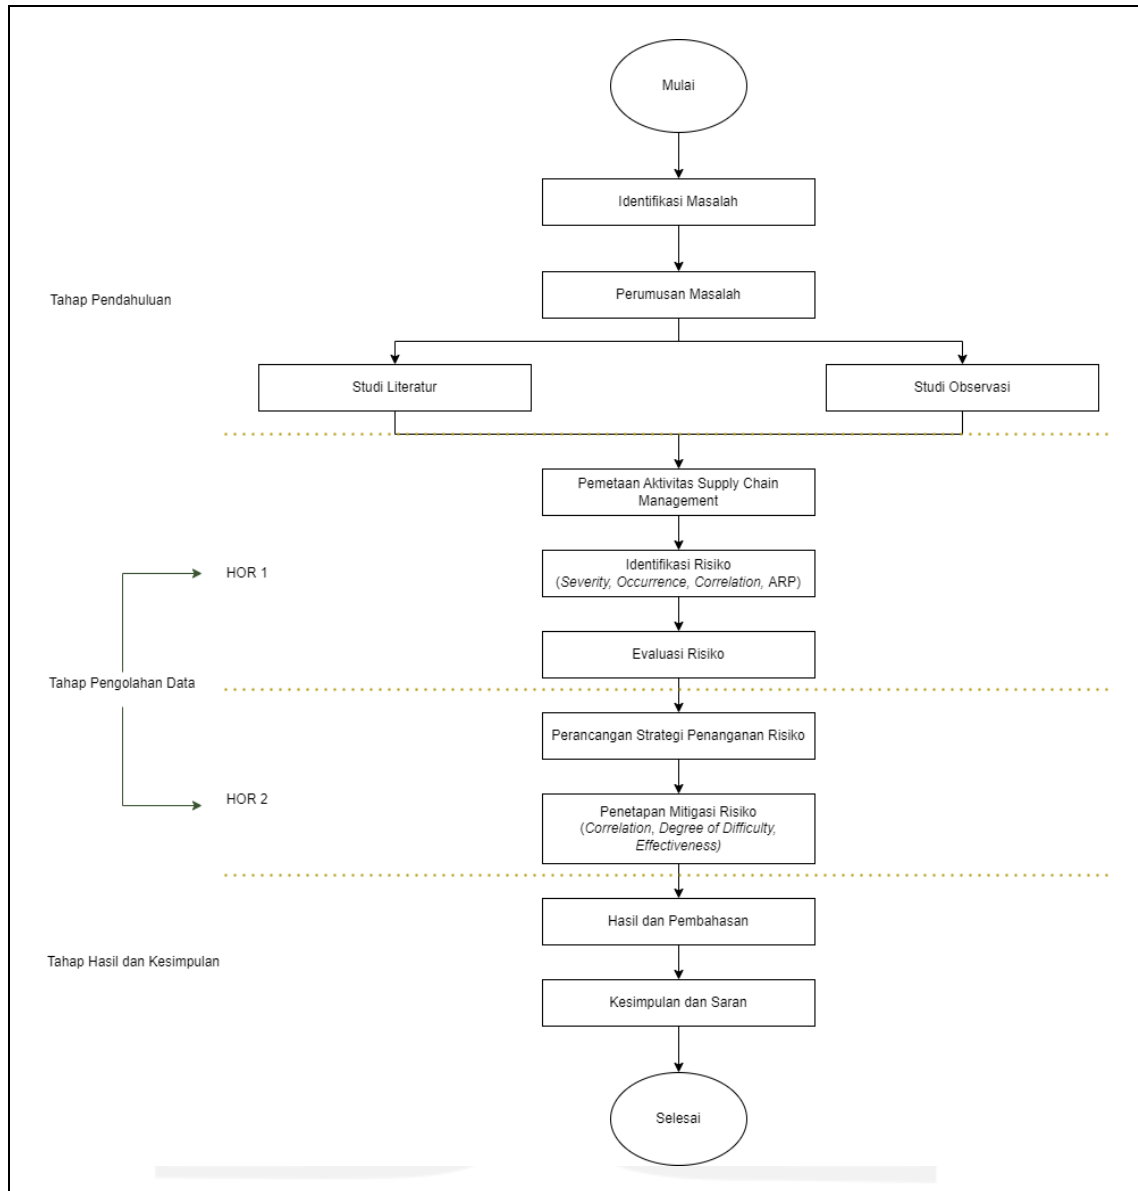 Mulai
Identifikasi Masalah
Tahap Pendahuluan
Perumusan Masalah
Studi Literatur
Studi Observasi
Pemetaan Aktivitas Supply Chain
Management
HOR 1
Identifikasi Risiko
(Severity, Occurrence, Correlation, ARP)
Evaluasi Risiko
Tahap Pengolahan Data
Perancangan Strategi Penanganan Risiko
HOR 2
Penetapan Mitigasi Risiko
(Correlation, Degree of Difficulty,
Effectiveness)
Hasil dan Pembahasan
Tahap Hasil dan Kesimpulan
Kesimpulan dan Saran
Selesai